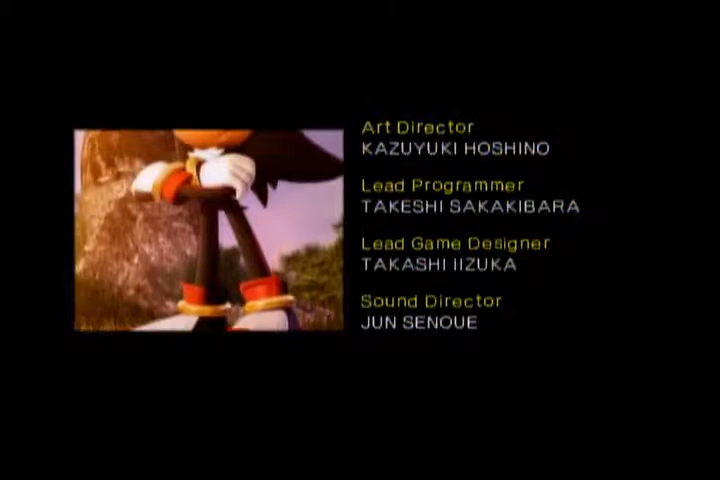 Art Director
KAZUYUKI HOSHINO
Lead Programmer
TAKESHI SAKAKIBARA
Lead Game Designer
TAKASHI IIZUKA
Sound Director
JUN SENOUE